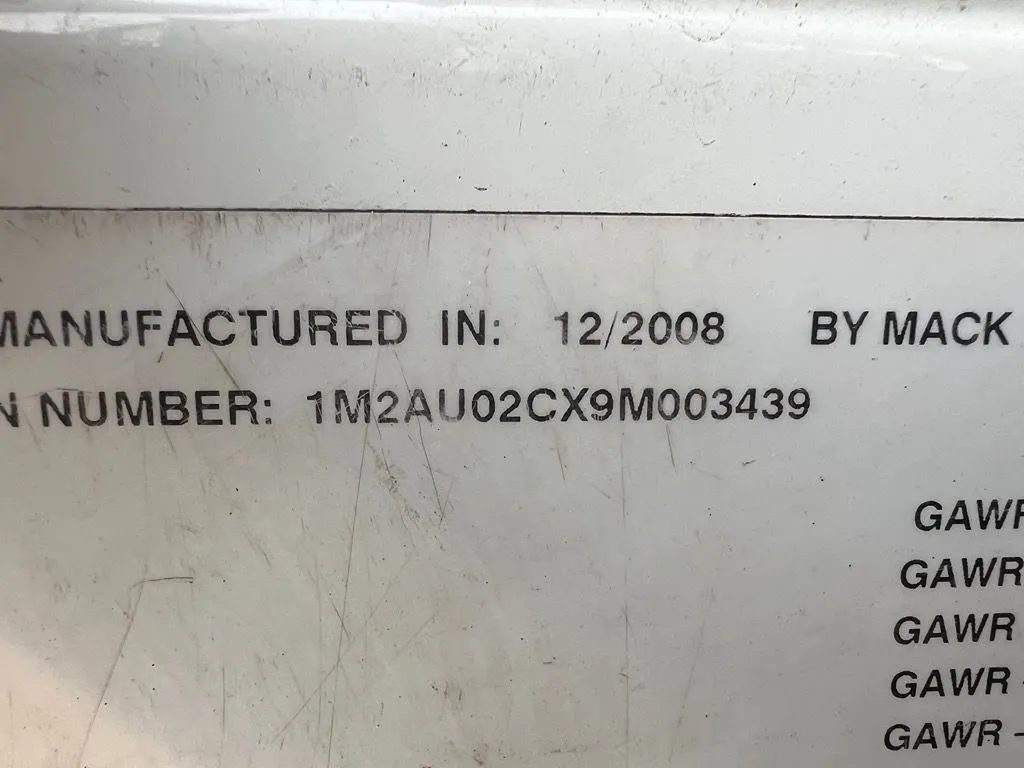 MANUFACTURED IN: 12/2008 BY MACK
N NUMBER: 1M2AU02CX9M003439
GAWR
GAWR
GAWR
GAWR -
GAWR -